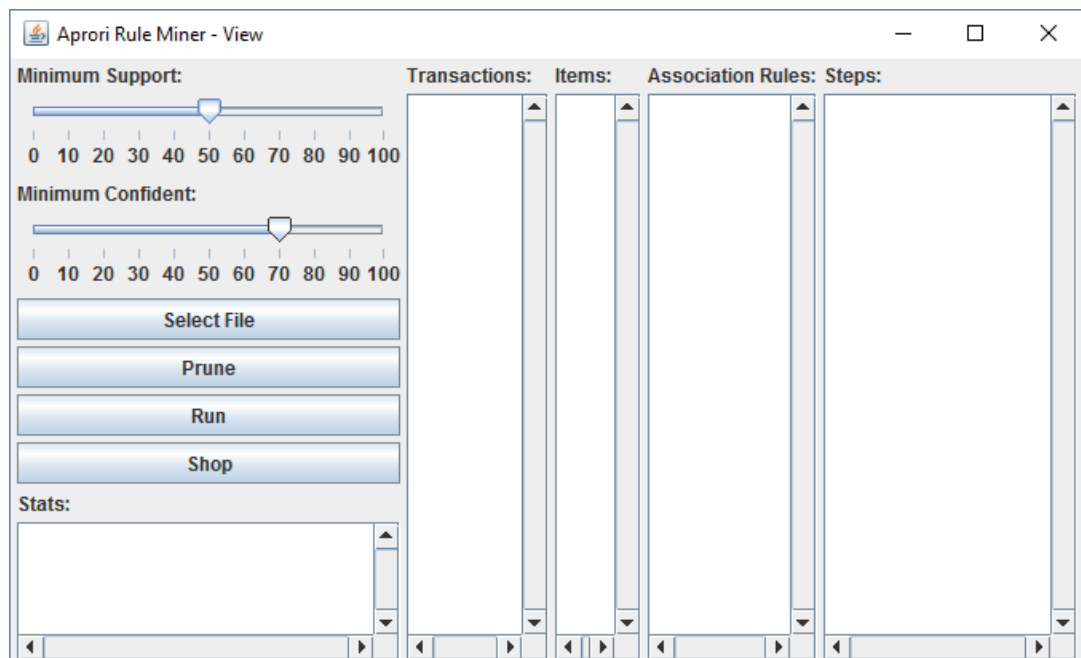 Aprori Rule Miner - View
Minimum Support:
0 10 20 30 40 50 60 70 80 90 100
Minimum Confident:
0 10 20 30 40 50 60 70 80 90 100
Select File
Prune
Run
Shop
Stats:
Transactions:
Items:
Association Rules:
Steps: